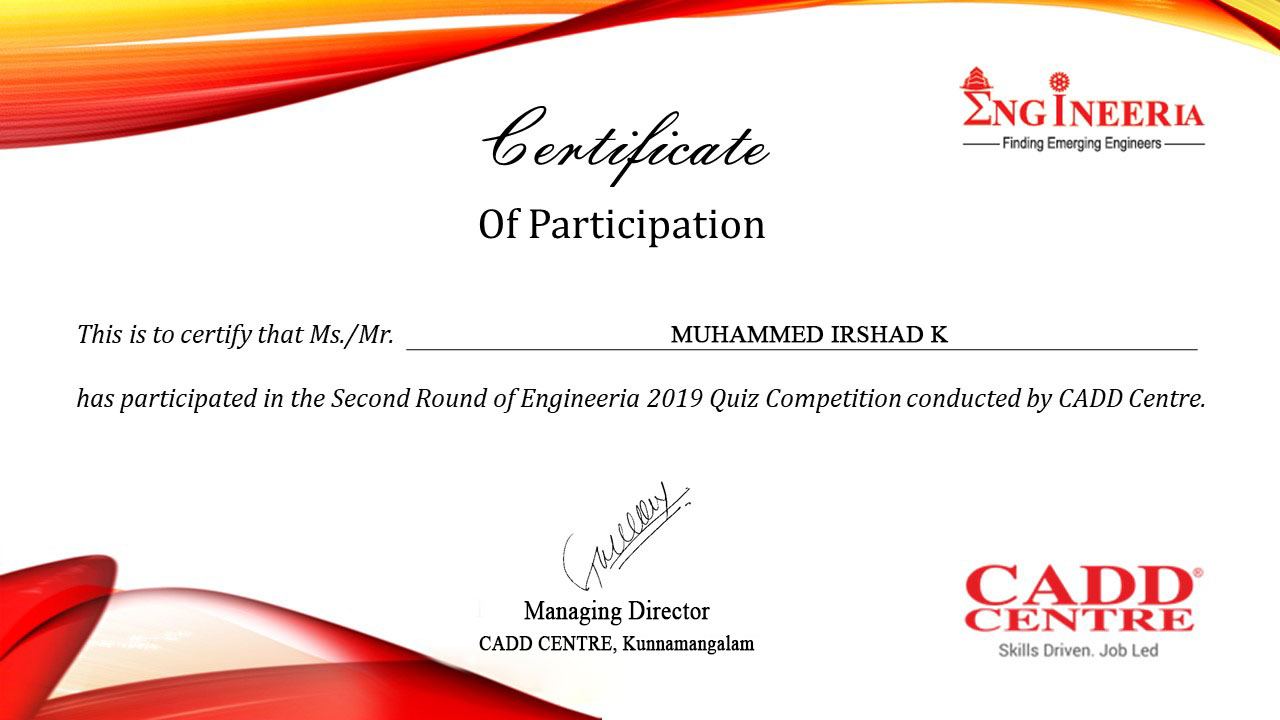 ENGINEERIA
Finding Emerging Engineers
Certificate
Of Participation
This is to certify that Ms./Mr. MUHAMMED IRSHAD K
has participated in the Second Round of Engineeria 2019 Quiz Competition conducted by CADD Centre.
Managing Director
CADD CENTRE, Kunnamangalam
CADD®
CENTRE
Skills Driven. Job Led